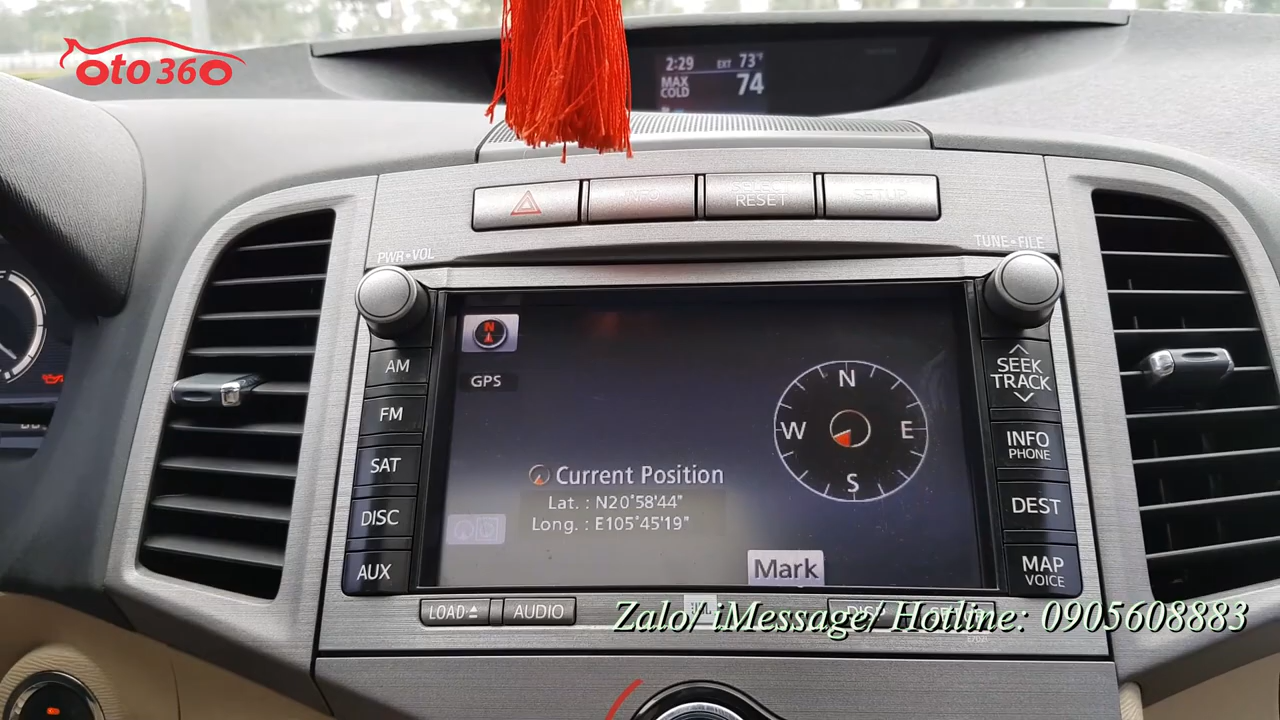 oto360
2:29 EXT 73°F
MAX COLD 74
INFO
SELECT RESET
SETUP
PWR•VOL
TUNE•FILE
N
GPS
AM
FM
SAT
DISC
AUX
N
W E
S
Current Position
Lat. : N20°58'44"
Long. : E105°45'19"
Mark
SEEK
TRACK
INFO
PHONE
DEST
MAP
VOICE
LOAD
AUDIO
JBL
DISP
Zalo/ iMessage/ Hotline: 0905608883